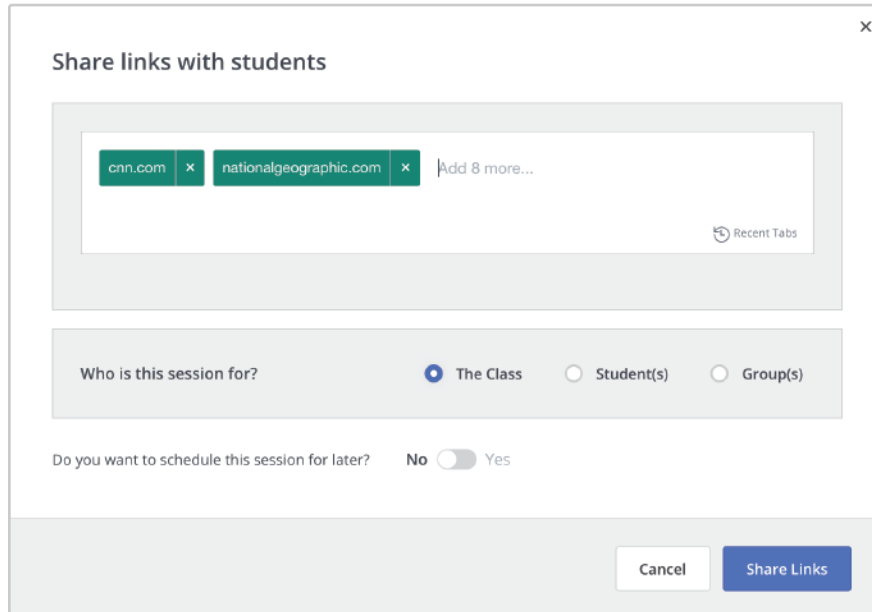 ×
Share links with students
cnn.com × nationalgeographic.com × Add 8 more...
Recent Tabs
Who is this session for? The Class Student(s) Group(s)
Do you want to schedule this session for later? No Yes
Cancel Share Links